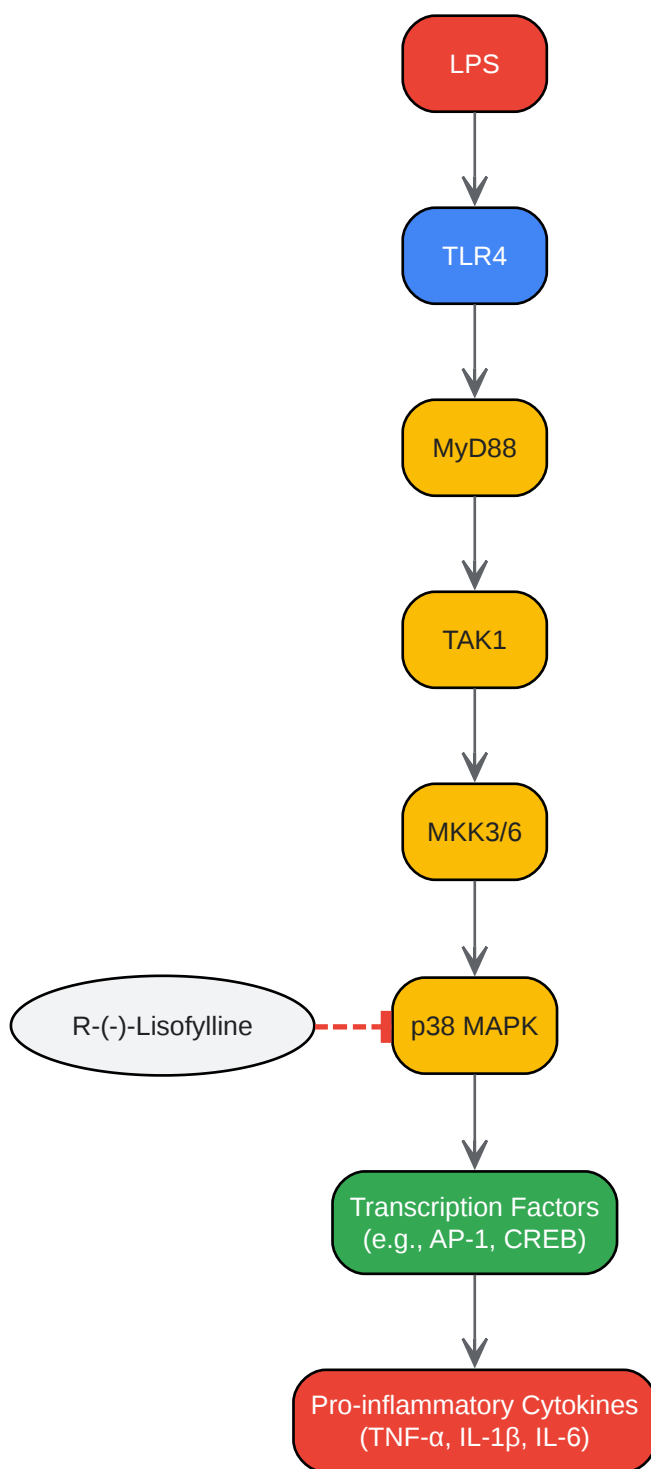 LPS
TLR4
MyD88
TAK1
MKK3/6
R-(-)-Lisofylline
p38 MAPK
Transcription Factors
(e.g., AP-1, CREB)
Pro-inflammatory Cytokines
(TNF-α, IL-1β, IL-6)